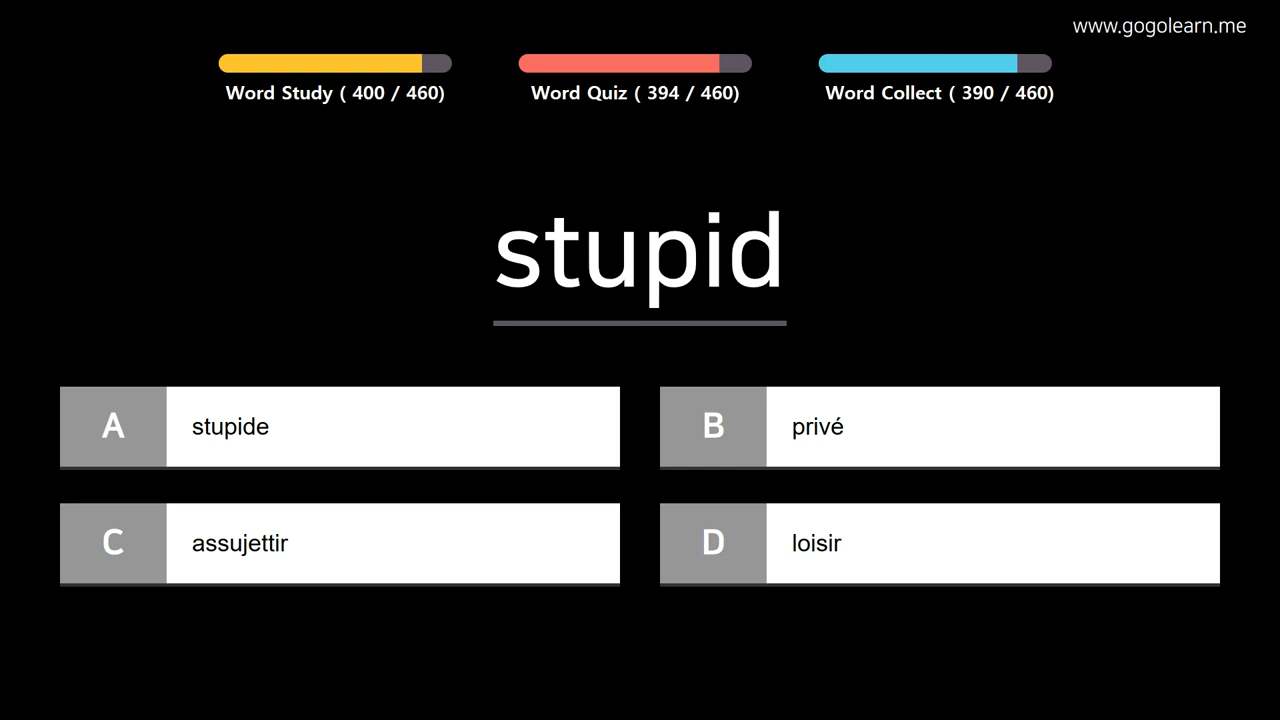 www.gogolearn.me
Word Study ( 400 / 460)
Word Quiz ( 394 / 460)
Word Collect ( 390 / 460)
stupid
A stupide
B privé
C assujettir
D loisir